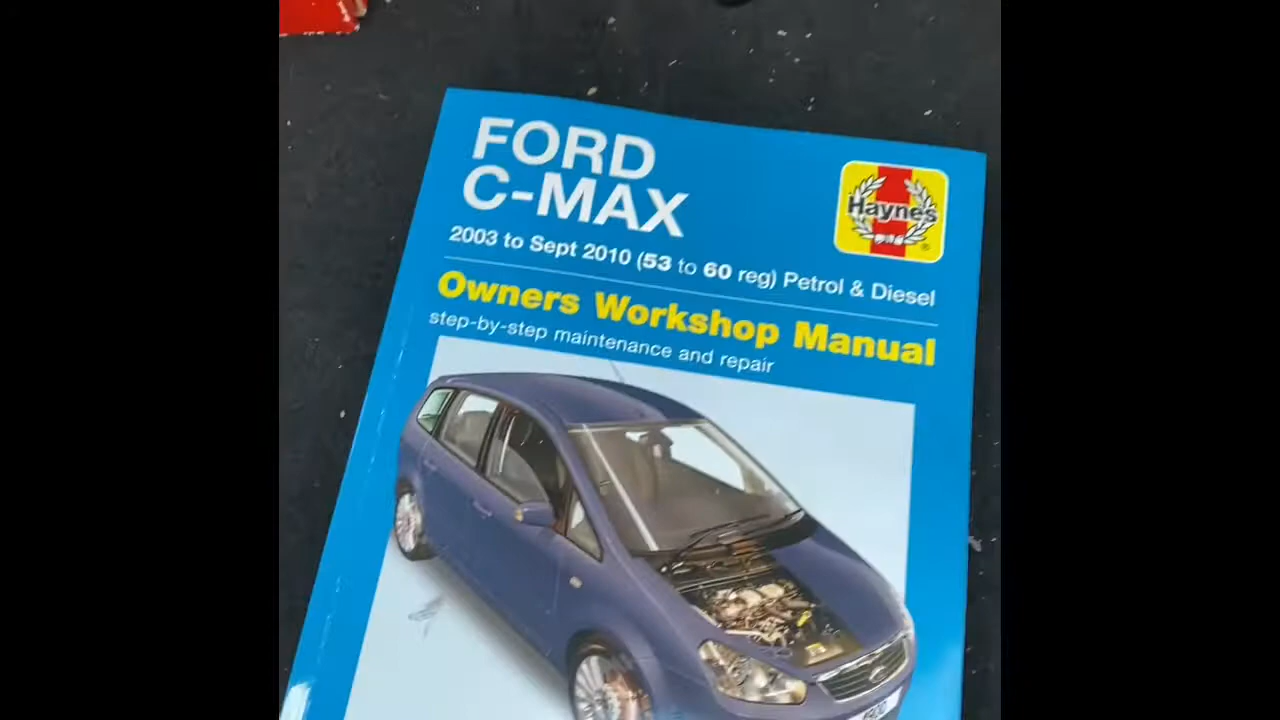 FORD
C-MAX
Haynes
2003 to Sept 2010 (53 to 60 reg) Petrol & Diesel
Owners Workshop Manual
step-by-step maintenance and repair